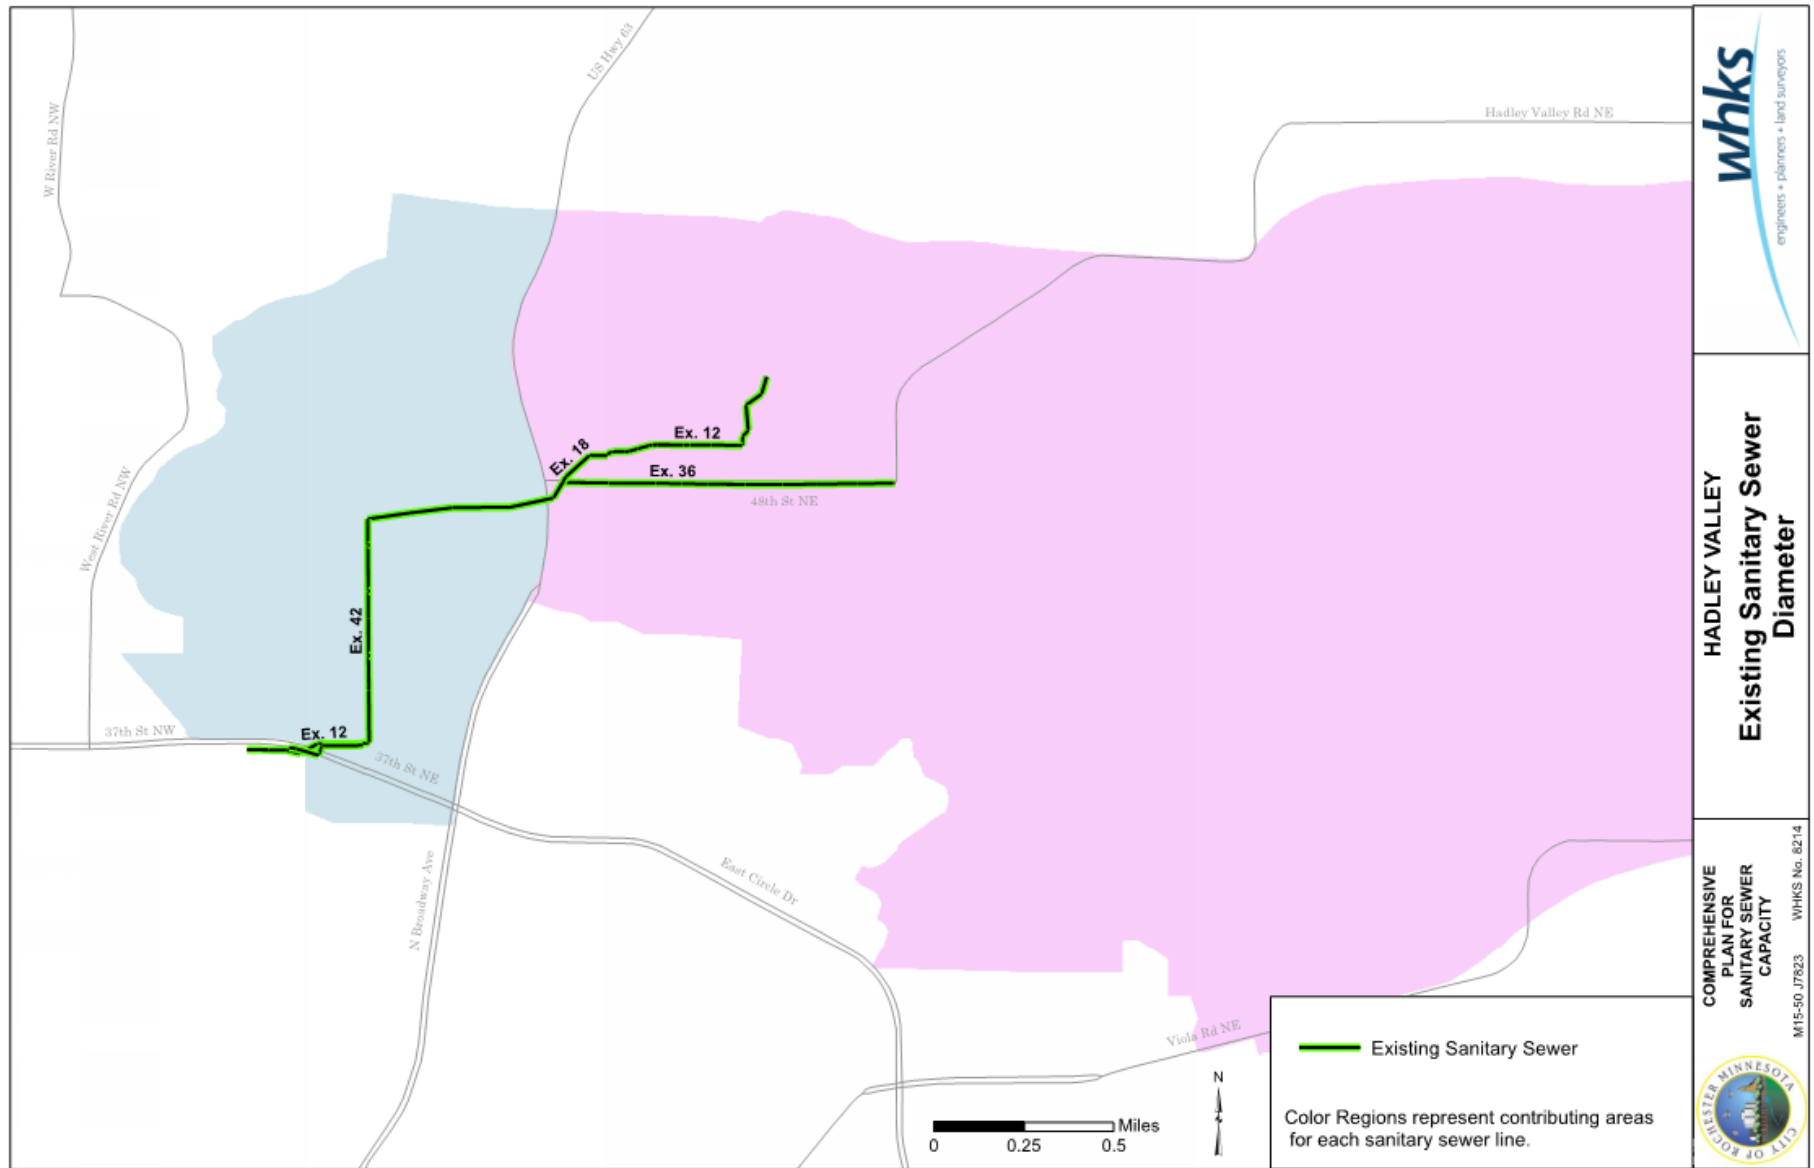 US Hwy 63
W River Rd NW
Hadley Valley Rd NE
Ex. 12
Ex. 18
Ex. 36
48th St NE
West River Rd NW
Ex. 42
37th St NW
Ex. 12
37th St NE
N Broadway Ave
East Circle Dr
Viola Rd NE
N
Miles
0 0.25 0.5
Existing Sanitary Sewer
Color Regions represent contributing areas
for each sanitary sewer line.
whks
engineers + planners + land surveyors
HADLEY VALLEY
Existing Sanitary Sewer
Diameter
COMPREHENSIVE
PLAN FOR
SANITARY SEWER
CAPACITY
M15-50 J7823 WHKS No. 8214
CITY OF ROCHESTER MINNESOTA